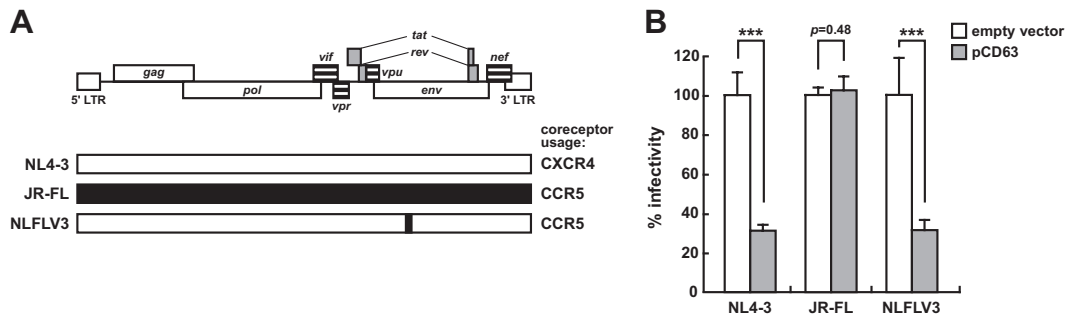 A
tat
rev
vif
vpu
nef
gag
pol
env
vpr
5' LTR
3' LTR
coreceptor
usage:
NL4-3
CXCR4
JR-FL
CCR5
NLFLV3
CCR5
B
empty vector
pCD63
***
p=0.48
***
% infectivity
120
100
80
60
40
20
0
NL4-3
JR-FL
NLFLV3